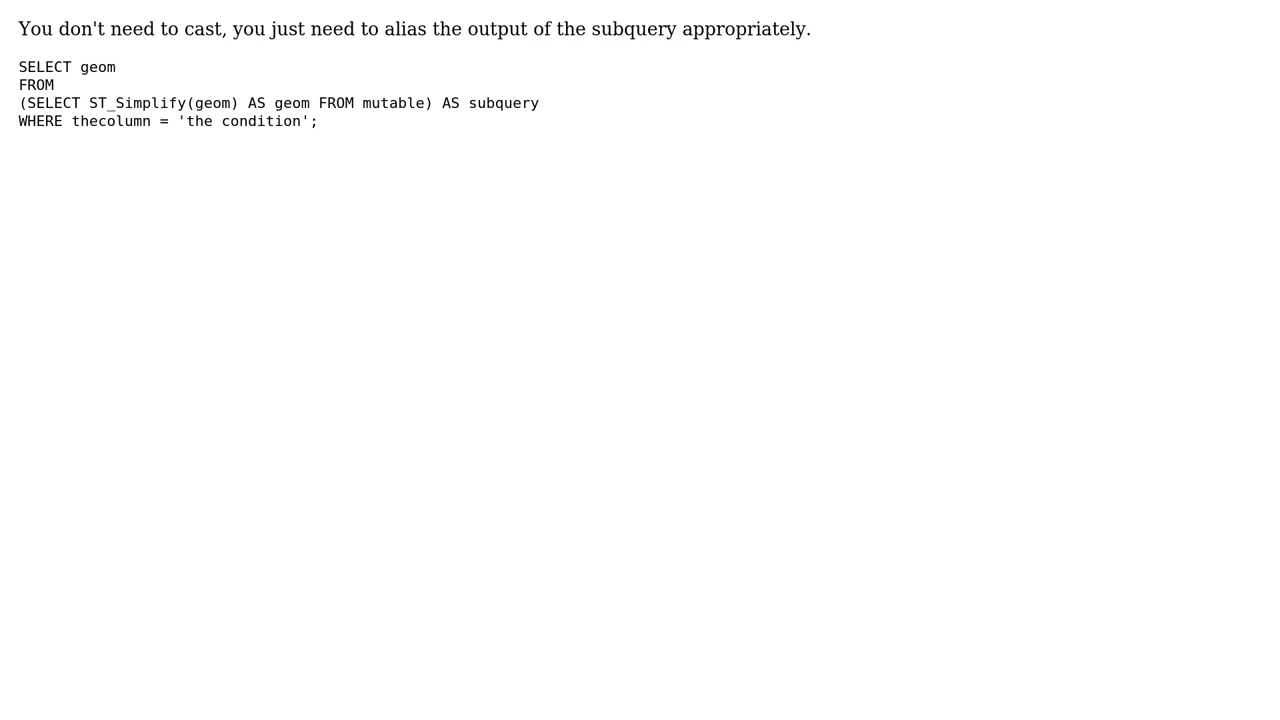 You don't need to cast, you just need to alias the output of the subquery appropriately.
SELECT geom
FROM
(SELECT ST_Simplify(geom) AS geom FROM mutable) AS subquery
WHERE thecolumn = 'the condition';